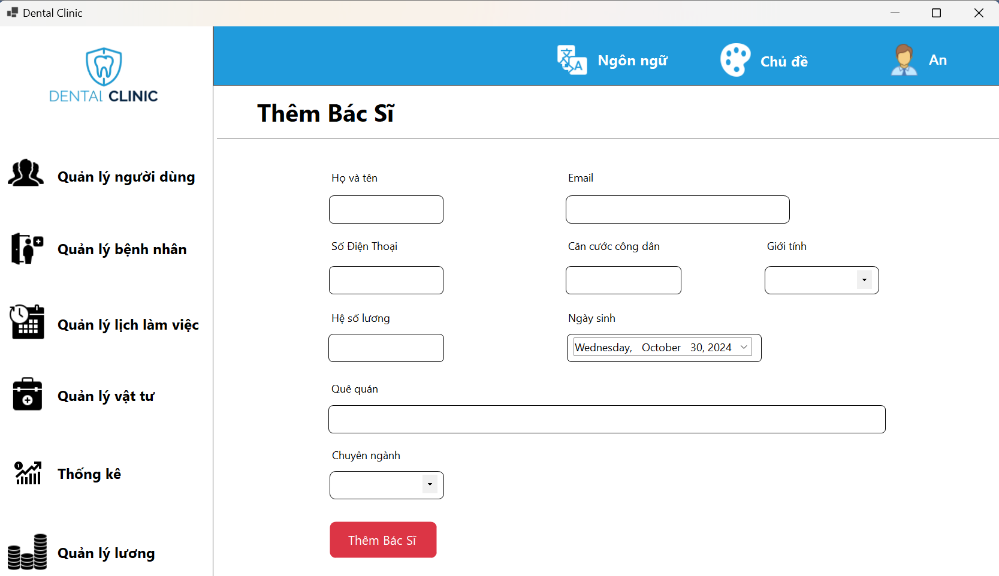 Dental Clinic
DENTAL CLINIC
Ngôn ngữ
Chủ đề
An
Thêm Bác Sĩ
Quản lý người dùng
Quản lý bệnh nhân
Quản lý lịch làm việc
Quản lý vật tư
Thống kê
Quản lý lương
Họ và tên
Email
Số Điện Thoại
Căn cước công dân
Giới tính
Hệ số lương
Ngày sinh
Wednesday, October 30, 2024
Quê quán
Chuyên ngành
Thêm Bác Sĩ